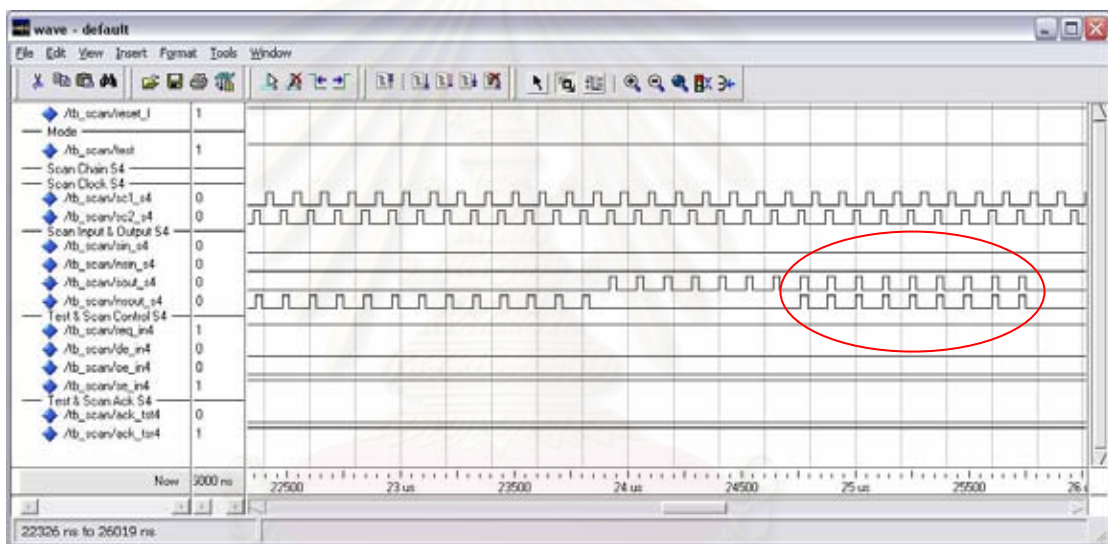 wave - default
File Edit View Insert Format Tools Window
/tb_scan/reset_l 1
Mode
/tb_scan/test 1
Scan Chain S4
Scan Clock S4
/tb_scan/sc1_s4 0
/tb_scan/sc2_s4 0
Scan Input & Output S4
/tb_scan/sin_s4 0
/tb_scan/nsin_s4 0
/tb_scan/sout_s4 0
/tb_scan/nsout_s4 0
Test & Scan Control S4
/tb_scan/req_in4 1
/tb_scan/de_in4 0
/tb_scan/oe_in4 0
/tb_scan/se_in4 1
Test & Scan Ack S4
/tb_scan/ack_tst4 0
/tb_scan/ack_tsr4 1
Now 5000 ns 22500 23 us 23500 24 us 24500 25 us 25500 26
22326 ns to 26019 ns